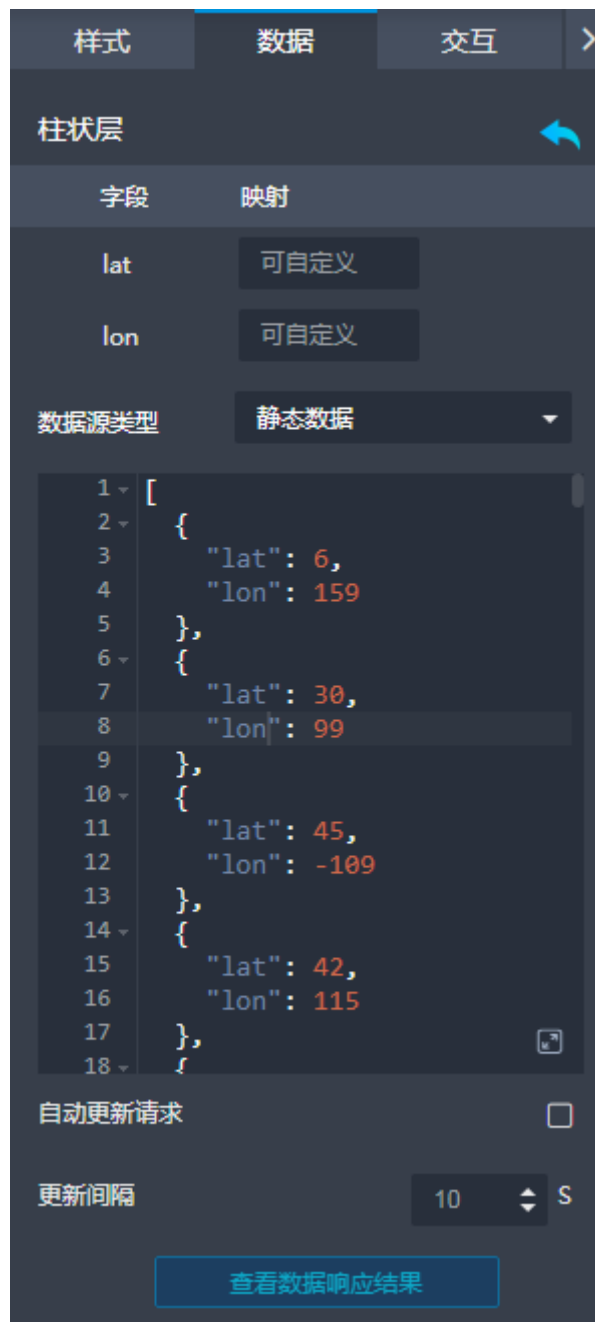 样式 数据 交互
柱状层
字段 映射
lat 可自定义
lon 可自定义
数据源类型 静态数据
1 [
2 {
3 "lat": 6,
4 "lon": 159
5 },
6 {
7 "lat": 30,
8 "lon": 99
9 },
10 {
11 "lat": 45,
12 "lon": -109
13 },
14 {
15 "lat": 42,
16 "lon": 115
17 },
18 {
自动更新请求
更新间隔 10 S
查看数据响应结果